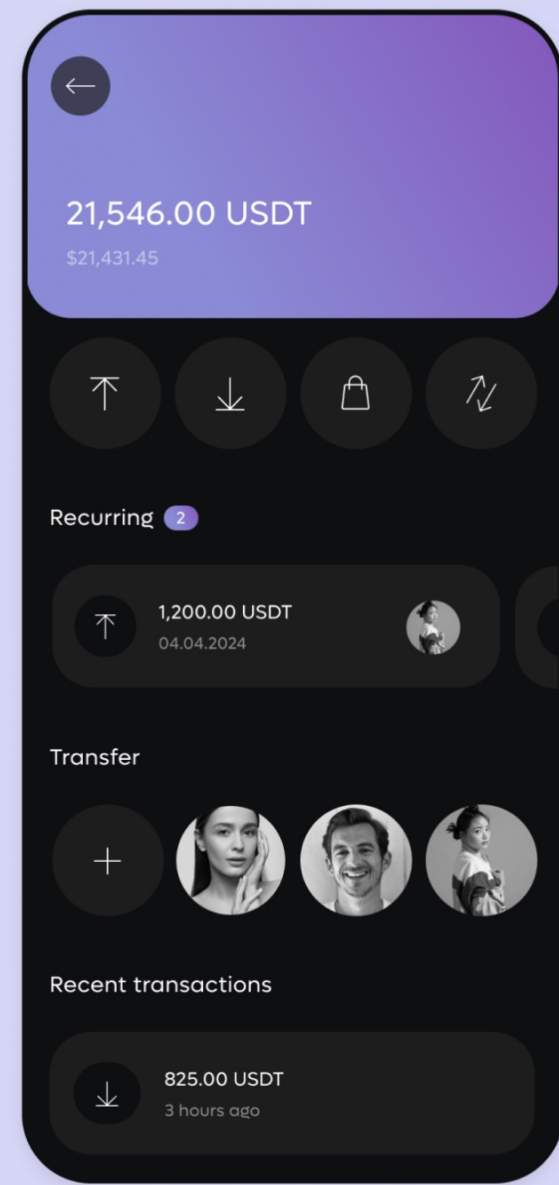 21,546.00 USDT
$21,431.45
Recurring 2
1,200.00 USDT
04.04.2024
Transfer
Recent transactions
825.00 USDT
3 hours ago